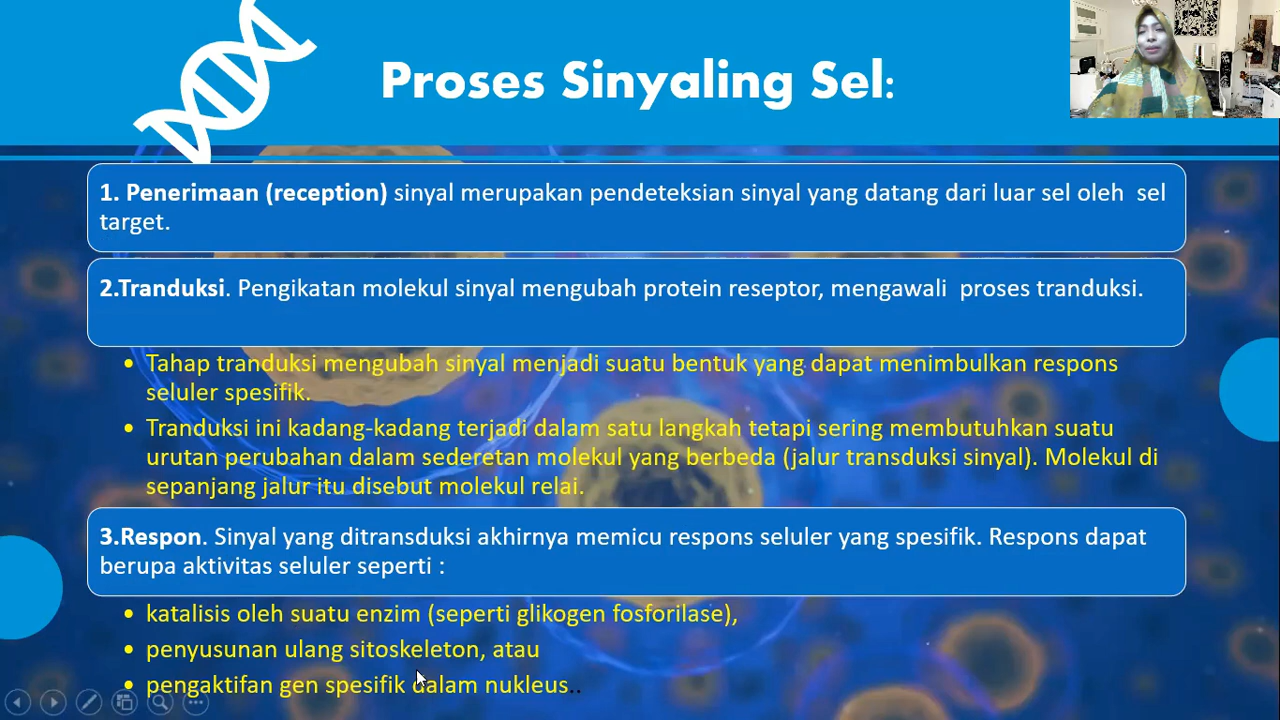 Proses Sinyaling Sel:
1. Penerimaan (reception) sinyal merupakan pendeteksian sinyal yang datang dari luar sel oleh sel
target.
2.Tranduksi. Pengikatan molekul sinyal mengubah protein reseptor, mengawali proses tranduksi.
• Tahap tranduksi mengubah sinyal menjadi suatu bentuk yang dapat menimbulkan respons
seluler spesifik.
• Tranduksi ini kadang-kadang terjadi dalam satu langkah tetapi sering membutuhkan suatu
urutan perubahan dalam sederetan molekul yang berbeda (jalur transduksi sinyal). Molekul di
sepanjang jalur itu disebut molekul relai.
3.Respon. Sinyal yang ditransduksi akhirnya memicu respons seluler yang spesifik. Respons dapat
berupa aktivitas seluler seperti :
• katalisis oleh suatu enzim (seperti glikogen fosforilase),
• penyusunan ulang sitoskeleton, atau
• pengaktifan gen spesifik dalam nukleus..